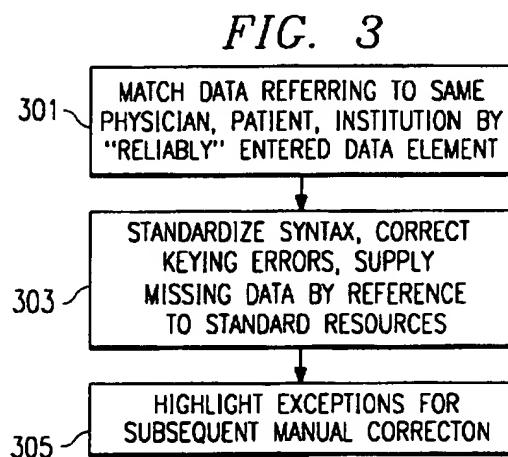 FIG. 3
301
MATCH DATA REFERRING TO SAME
PHYSICIAN, PATIENT, INSTITUTION BY
"RELIABLY" ENTERED DATA ELEMENT
303
STANDARDIZE SYNTAX, CORRECT
KEYING ERRORS, SUPPLY
MISSING DATA BY REFERENCE
TO STANDARD RESOURCES
305
HIGHLIGHT EXCEPTIONS FOR
SUBSEQUENT MANUAL CORRECTON